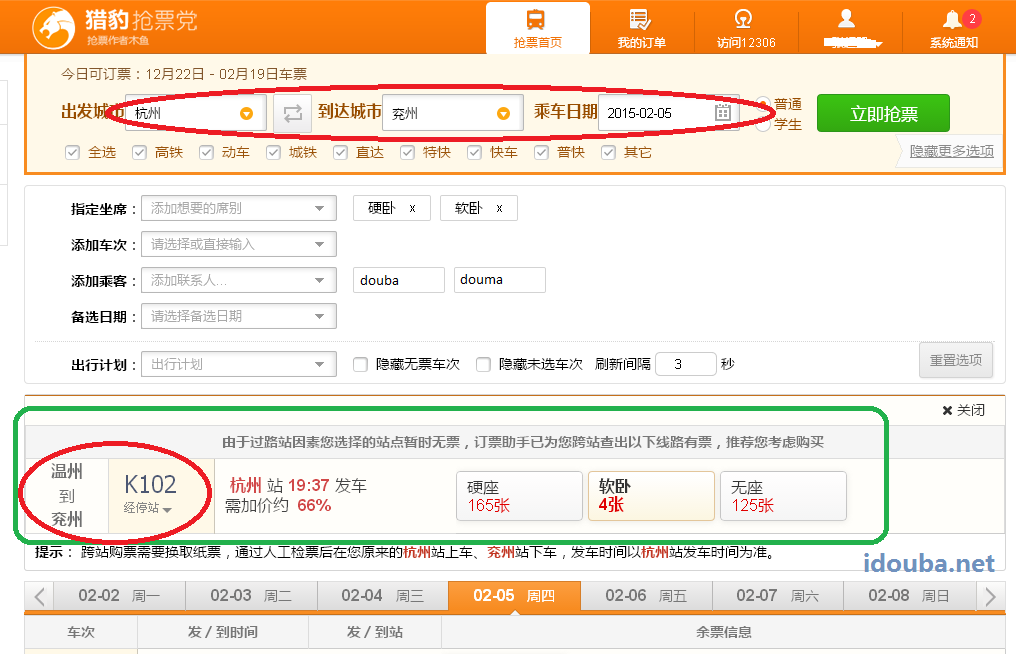 猎豹抢票党
抢票作者木鱼
抢票首页
我的订单
访问12306
系统通知
2
今日可订票：12月22日 - 02月19日车票
出发城市 杭州 到达城市 兖州 乘车日期 2015-02-05 普通 学生 立即抢票
全选 高铁 动车 城铁 直达 特快 快车 普快 其它 隐藏更多选项
指定坐席： 添加想要的席别 硬卧 x 软卧 x
添加车次： 请选择或直接输入
添加乘客： 添加联系人... douba douma
备选日期： 请选择备选日期
出行计划： 出行计划 隐藏无票车次 隐藏未选车次 刷新间隔 3 秒 重置选项
关闭
由于过路站因素您选择的站点暂时无票，订票助手已为您跨站查出以下线路有票，推荐您考虑购买
温州
到
兖州
K102
经停站
杭州 站 19:37 发车
需加价约 66%
硬座
165张
软卧
4张
无座
125张
提示： 跨站购票需要换取纸票，通过人工检票后在您原来的杭州站上车、兖州站下车，发车时间以杭州站发车时间为准。
idouba.net
02-02 周一 02-03 周二 02-04 周三 02-05 周四 02-06 周五 02-07 周六 02-08 周日
车次 发 / 到时间 发 / 到站 余票信息